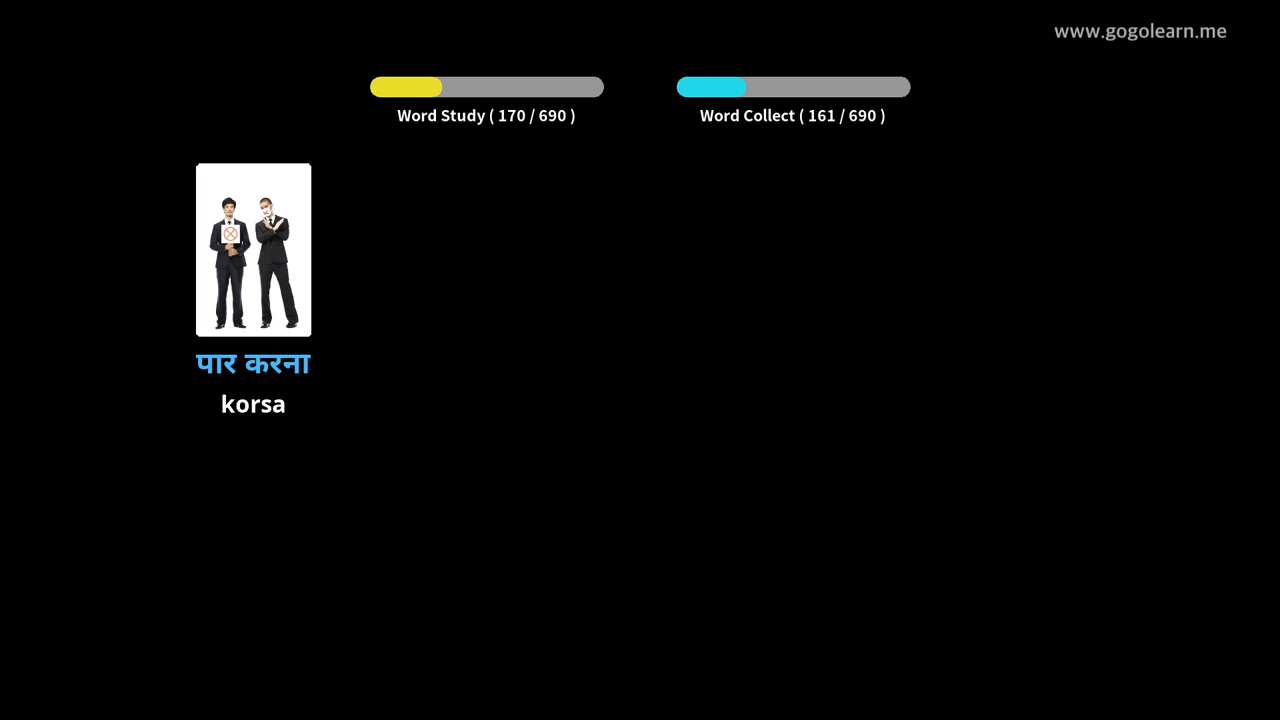 www.gogolearn.me
Word Study ( 170 / 690 )
Word Collect ( 161 / 690 )
पार करना
korsa